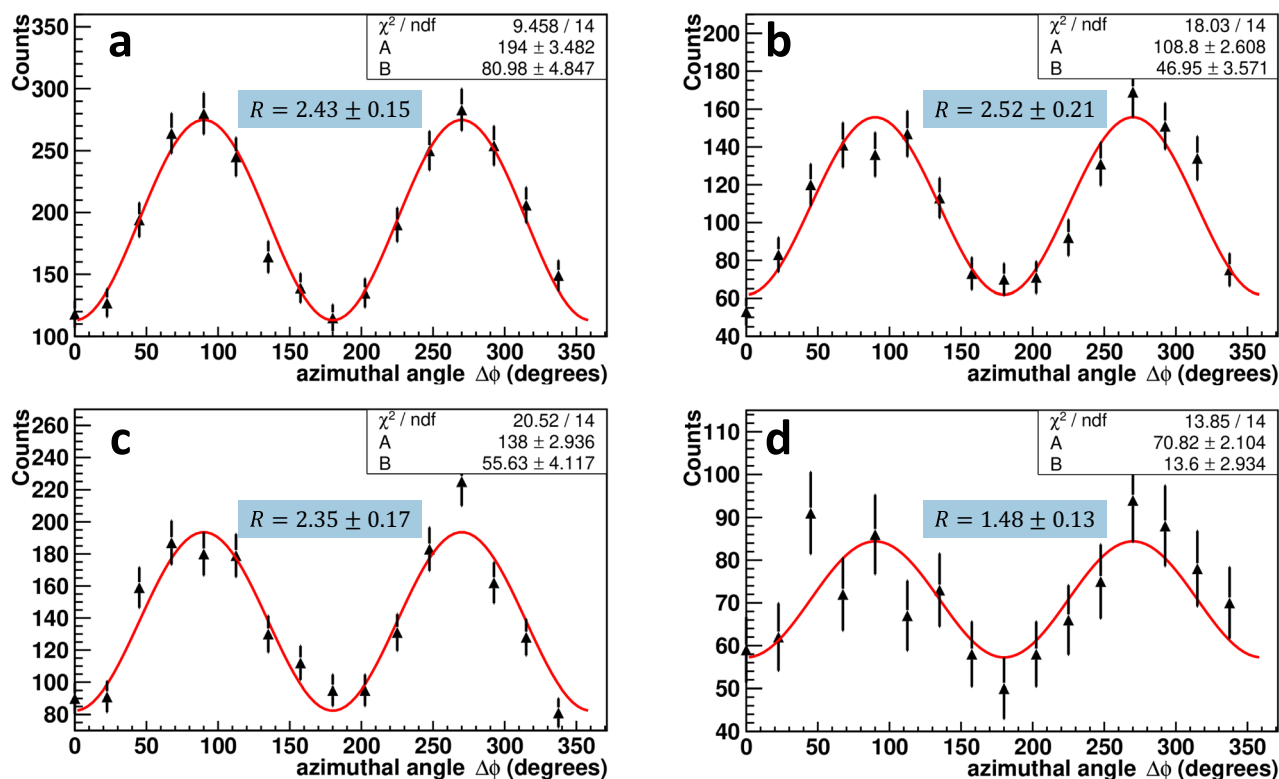 a
Counts
χ² / ndf 9.458 / 14
A 194 ± 3.482
B 80.98 ± 4.847
R = 2.43 ± 0.15
350
300
250
200
150
100
0 50 100 150 200 250 300 350
azimuthal angle Δϕ (degrees)
b
Counts
χ² / ndf 18.03 / 14
A 108.8 ± 2.608
B 46.95 ± 3.571
R = 2.52 ± 0.21
200
180
160
140
120
100
80
60
40
0 50 100 150 200 250 300 350
azimuthal angle Δϕ (degrees)
c
Counts
χ² / ndf 20.52 / 14
A 138 ± 2.936
B 55.63 ± 4.117
R = 2.35 ± 0.17
260
240
220
200
180
160
140
120
100
80
0 50 100 150 200 250 300 350
azimuthal angle Δϕ (degrees)
d
Counts
χ² / ndf 13.85 / 14
A 70.82 ± 2.104
B 13.6 ± 2.934
R = 1.48 ± 0.13
110
100
90
80
70
60
50
40
0 50 100 150 200 250 300 350
azimuthal angle Δϕ (degrees)